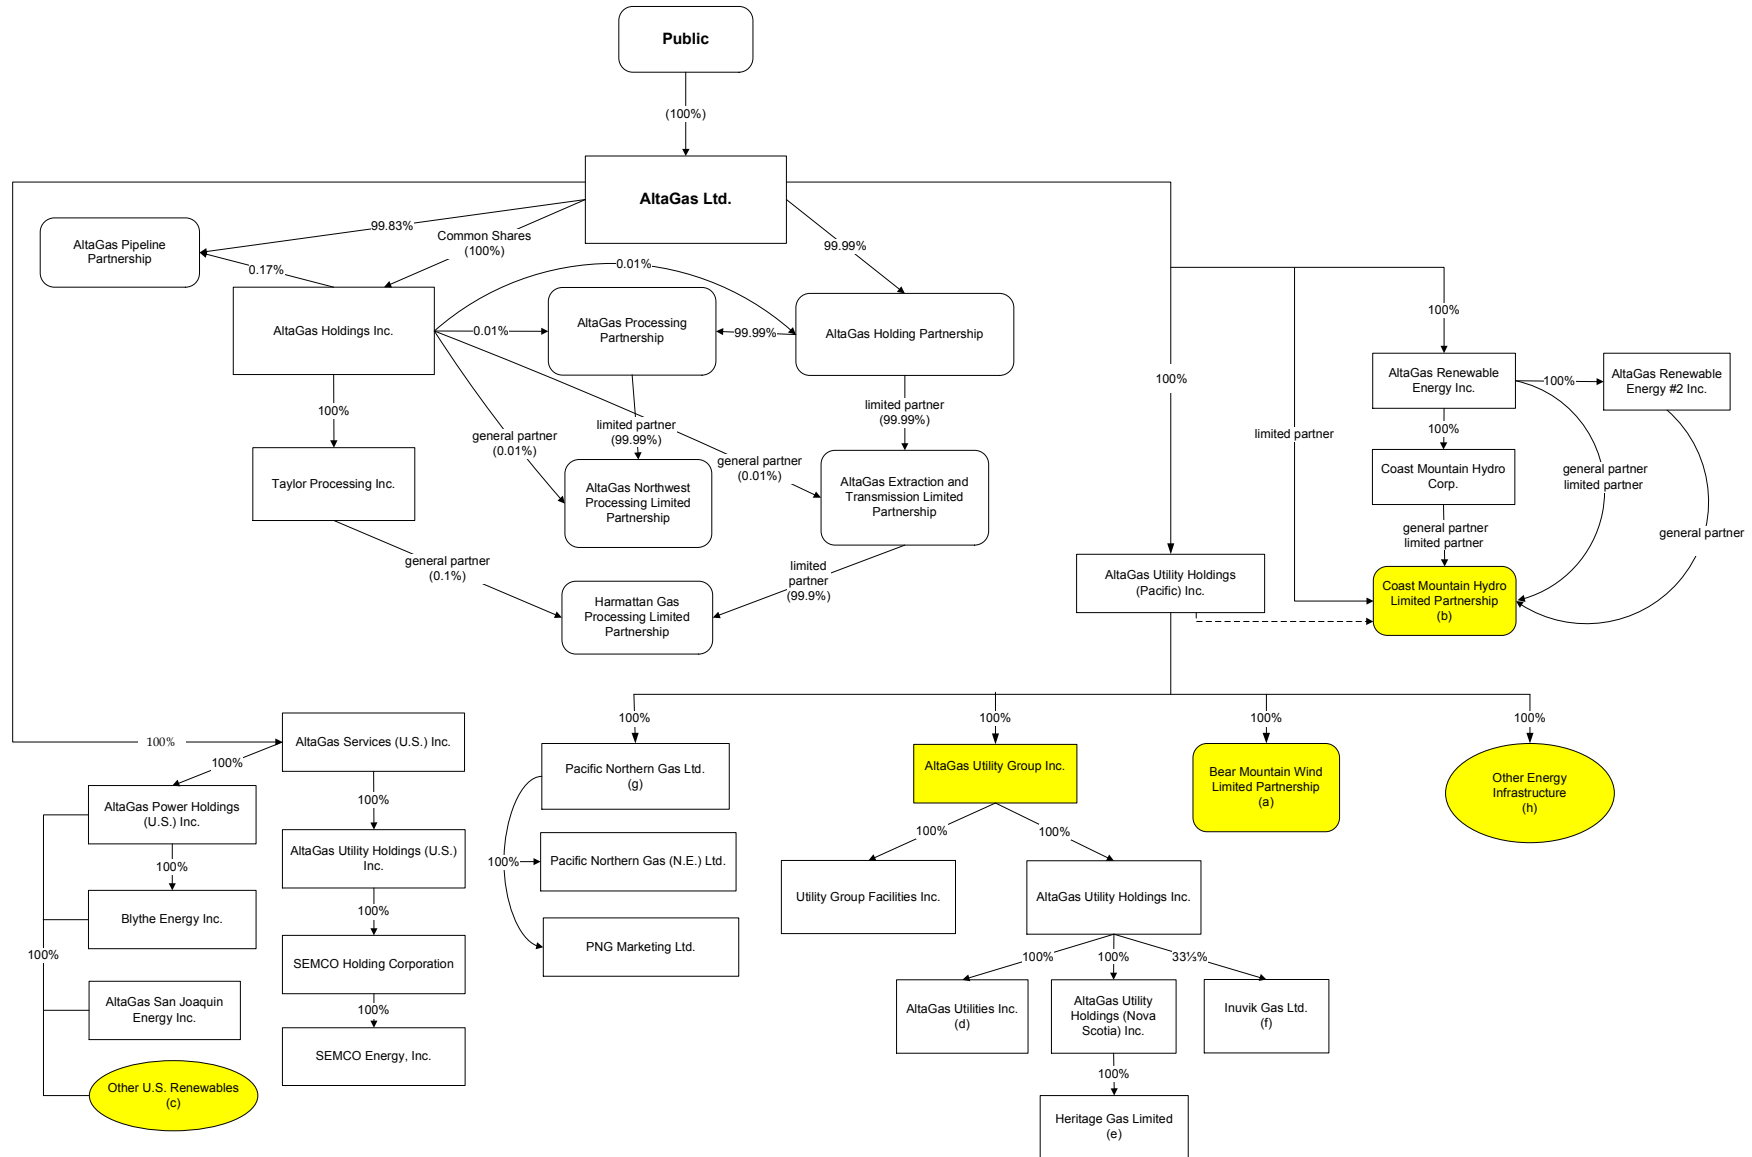 Public
(100%)
AltaGas Ltd.
99.83%
Common Shares
(100%)
99.99%
AltaGas Pipeline
Partnership
0.17%
0.01%
AltaGas Holdings Inc.
0.01%
AltaGas Processing
Partnership
99.99%
AltaGas Holding Partnership
100%
100%
AltaGas Renewable
Energy Inc.
100%
AltaGas Renewable
Energy #2 Inc.
100%
100%
general partner
(0.01%)
limited partner
(99.99%)
limited partner
(99.99%)
general partner
(0.01%)
limited partner
100%
Taylor Processing Inc.
AltaGas Northwest
Processing Limited
Partnership
AltaGas Extraction and
Transmission Limited
Partnership
Coast Mountain Hydro
Corp.
general partner
limited partner
general partner
limited partner
general partner
general partner
(0.1%)
limited
partner
(99.9%)
Harmattan Gas
Processing Limited
Partnership
AltaGas Utility Holdings
(Pacific) Inc.
Coast Mountain Hydro
Limited Partnership
(b)
100%
AltaGas Services (U.S.) Inc.
100%
100%
100%
100%
Pacific Northern Gas Ltd.
(g)
AltaGas Utility Group Inc.
Bear Mountain Wind
Limited Partnership
(a)
Other Energy
Infrastructure
(h)
100%
100%
AltaGas Power Holdings
(U.S.) Inc.
AltaGas Utility Holdings (U.S.)
Inc.
100%
100%
100%
100%
Pacific Northern Gas (N.E.) Ltd.
Utility Group Facilities Inc.
AltaGas Utility Holdings Inc.
Blythe Energy Inc.
100%
100%
SEMCO Holding Corporation
PNG Marketing Ltd.
100%
100%
33⅓%
AltaGas San Joaquin
Energy Inc.
100%
SEMCO Energy, Inc.
AltaGas Utilities Inc.
(d)
AltaGas Utility
Holdings (Nova
Scotia) Inc.
Inuvik Gas Ltd.
(f)
Other U.S. Renewables
(c)
100%
Heritage Gas Limited
(e)